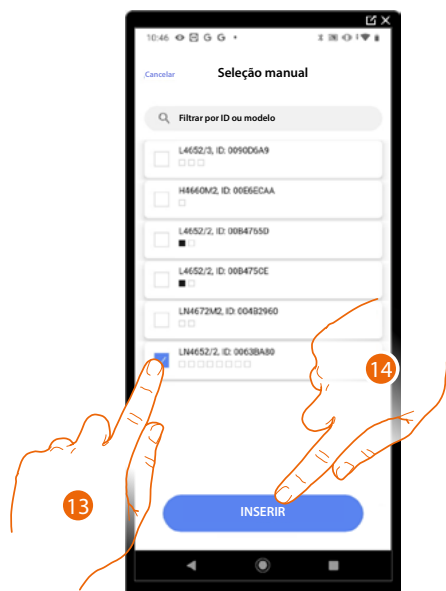 10:46 G G
Cancelar Seleção manual
Filtrar por ID ou modelo
L4652/3, ID: 0090D6A9
H4660M2, ID: 00E6ECAA
L4652/2, ID: 00B4765D
L4652/2, ID: 00B475CE
LN4672M2, ID: 004B2960
LN4652/2, ID: 0063BA80
14
INSERIR
13